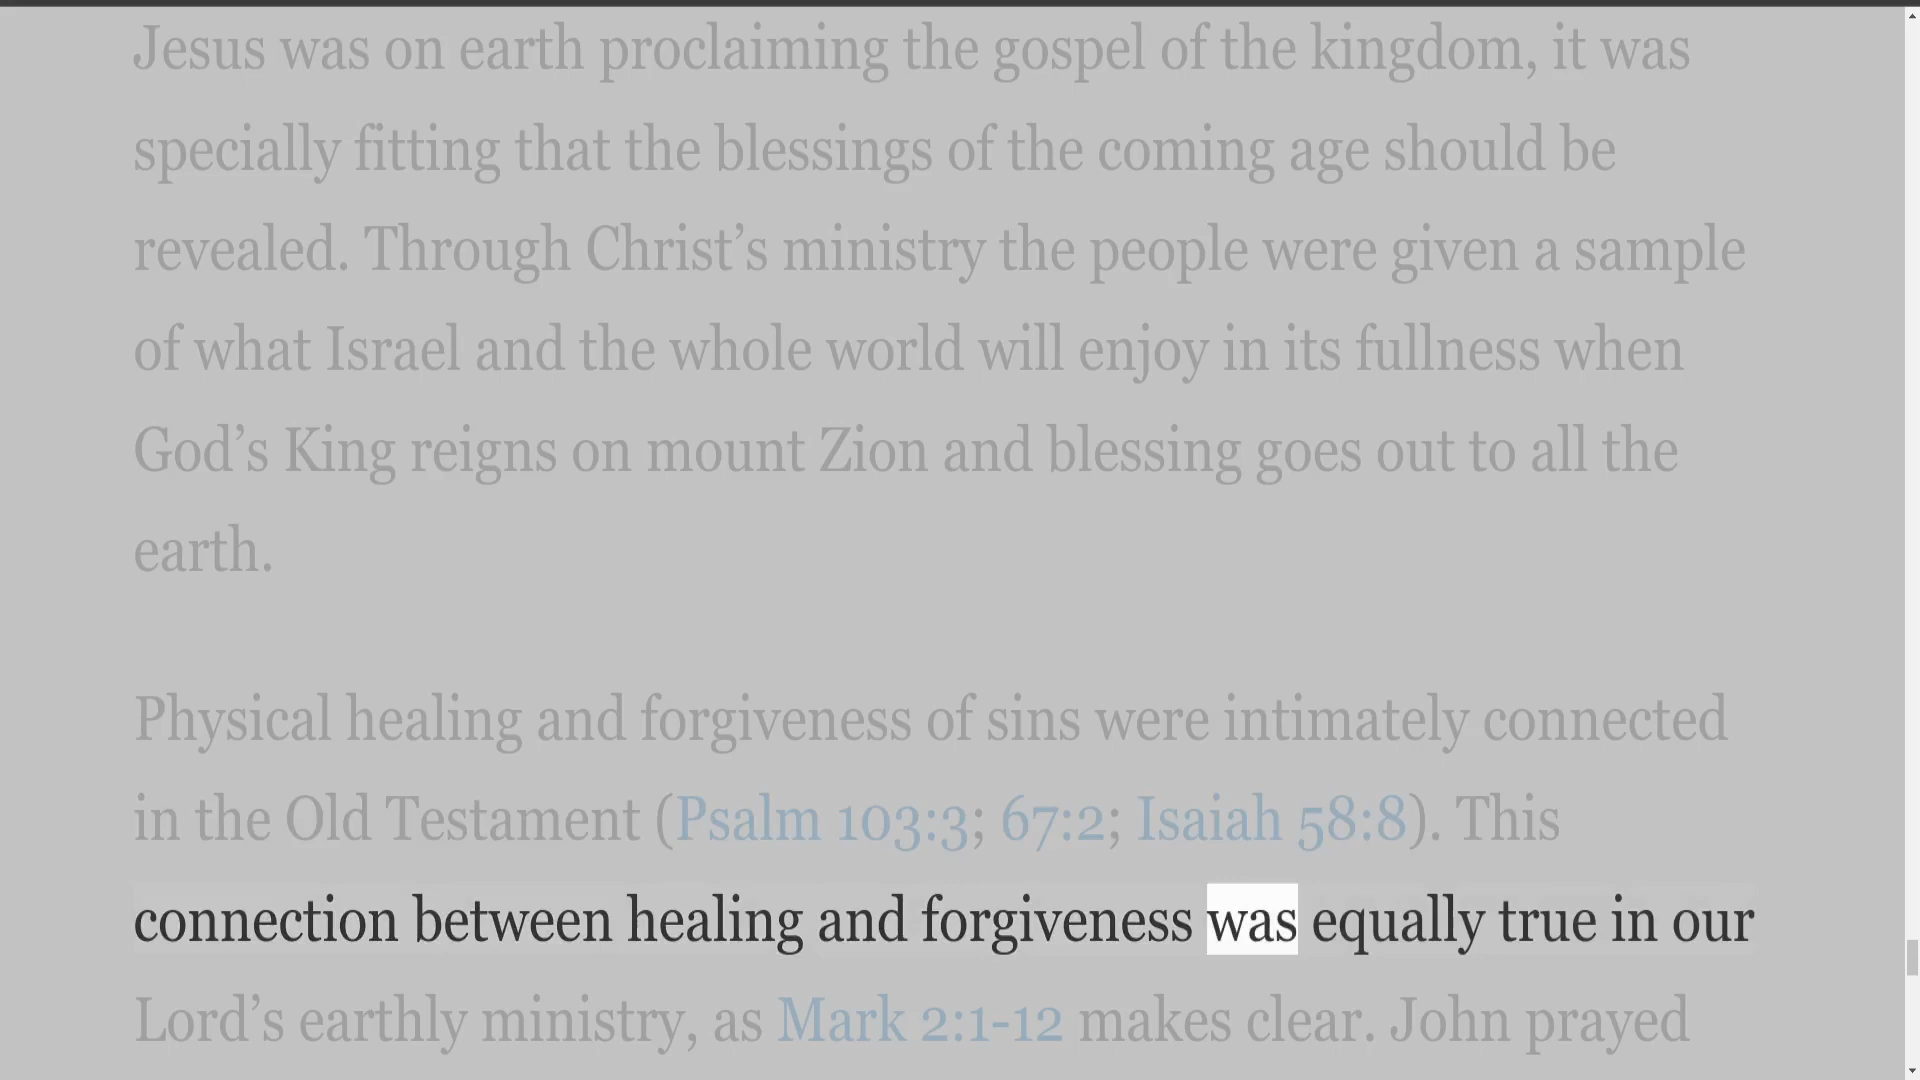 Jesus was on earth proclaiming the gospel of the kingdom, it was
specially fitting that the blessings of the coming age should be
revealed. Through Christ’s ministry the people were given a sample
of what Israel and the whole world will enjoy in its fullness when
God’s King reigns on mount Zion and blessing goes out to all the
earth.
Physical healing and forgiveness of sins were intimately connected
in the Old Testament (Psalm 103:3; 67:2; Isaiah 58:8). This
connection between healing and forgiveness was equally true in our
Lord’s earthly ministry, as Mark 2:1-12 makes clear. John prayed